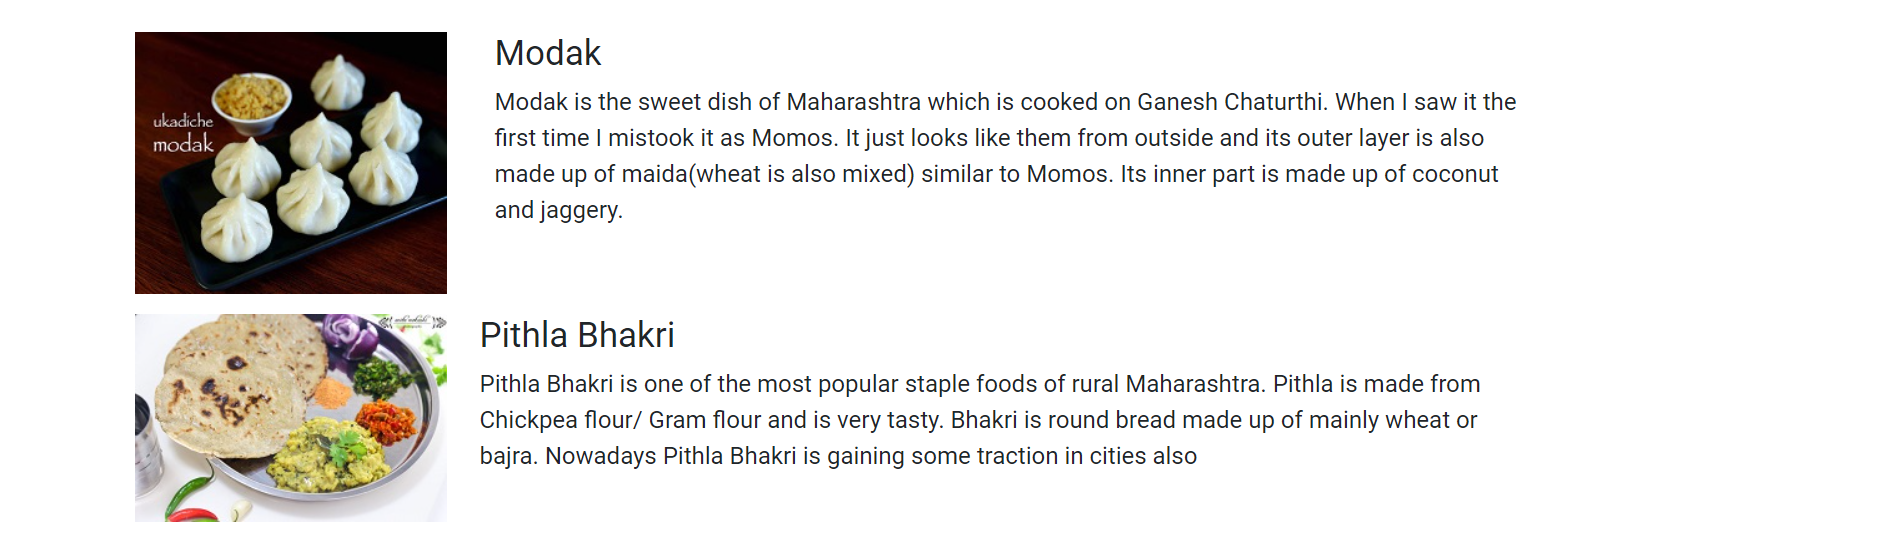 Modak
Modak is the sweet dish of Maharashtra which is cooked on Ganesh Chaturthi. When I saw it the
first time I mistook it as Momos. It just looks like them from outside and its outer layer is also
made up of maida(wheat is also mixed) similar to Momos. Its inner part is made up of coconut
and jaggery.
ukadiche
modak
Pithla Bhakri
Pithla Bhakri is one of the most popular staple foods of rural Maharashtra. Pithla is made from
Chickpea flour/ Gram flour and is very tasty. Bhakri is round bread made up of mainly wheat or
bajra. Nowadays Pithla Bhakri is gaining some traction in cities also